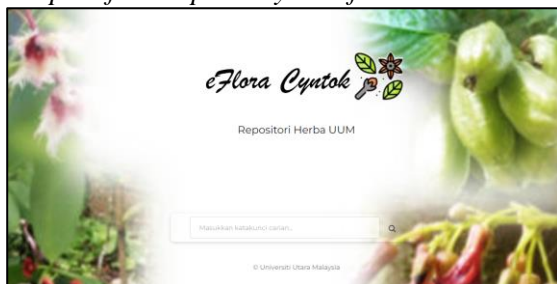 eFlora Cyntok
Repositori Herba UUM
Masukkan katakunci carian...
© Universiti Utara Malaysia